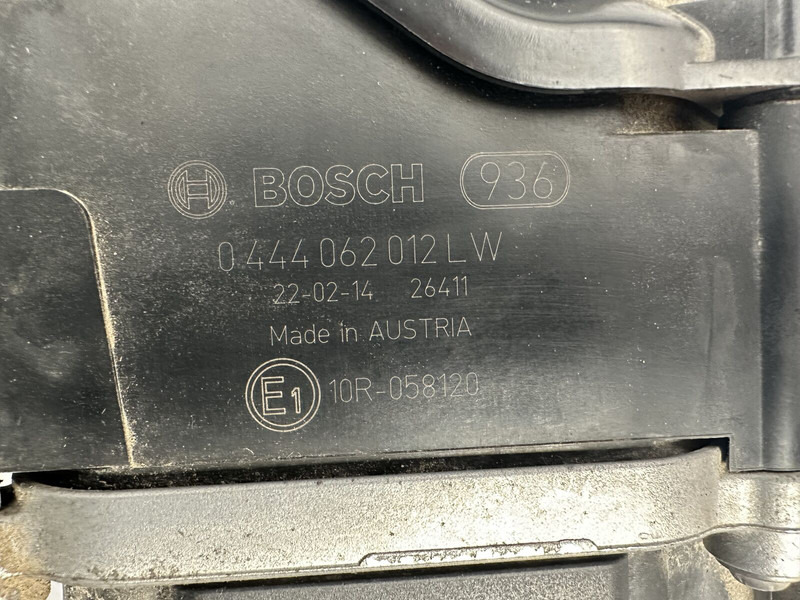 BOSCH 936
0 444 062 012 LW
22-02-14 26411
Made in AUSTRIA
E1 10R-058120